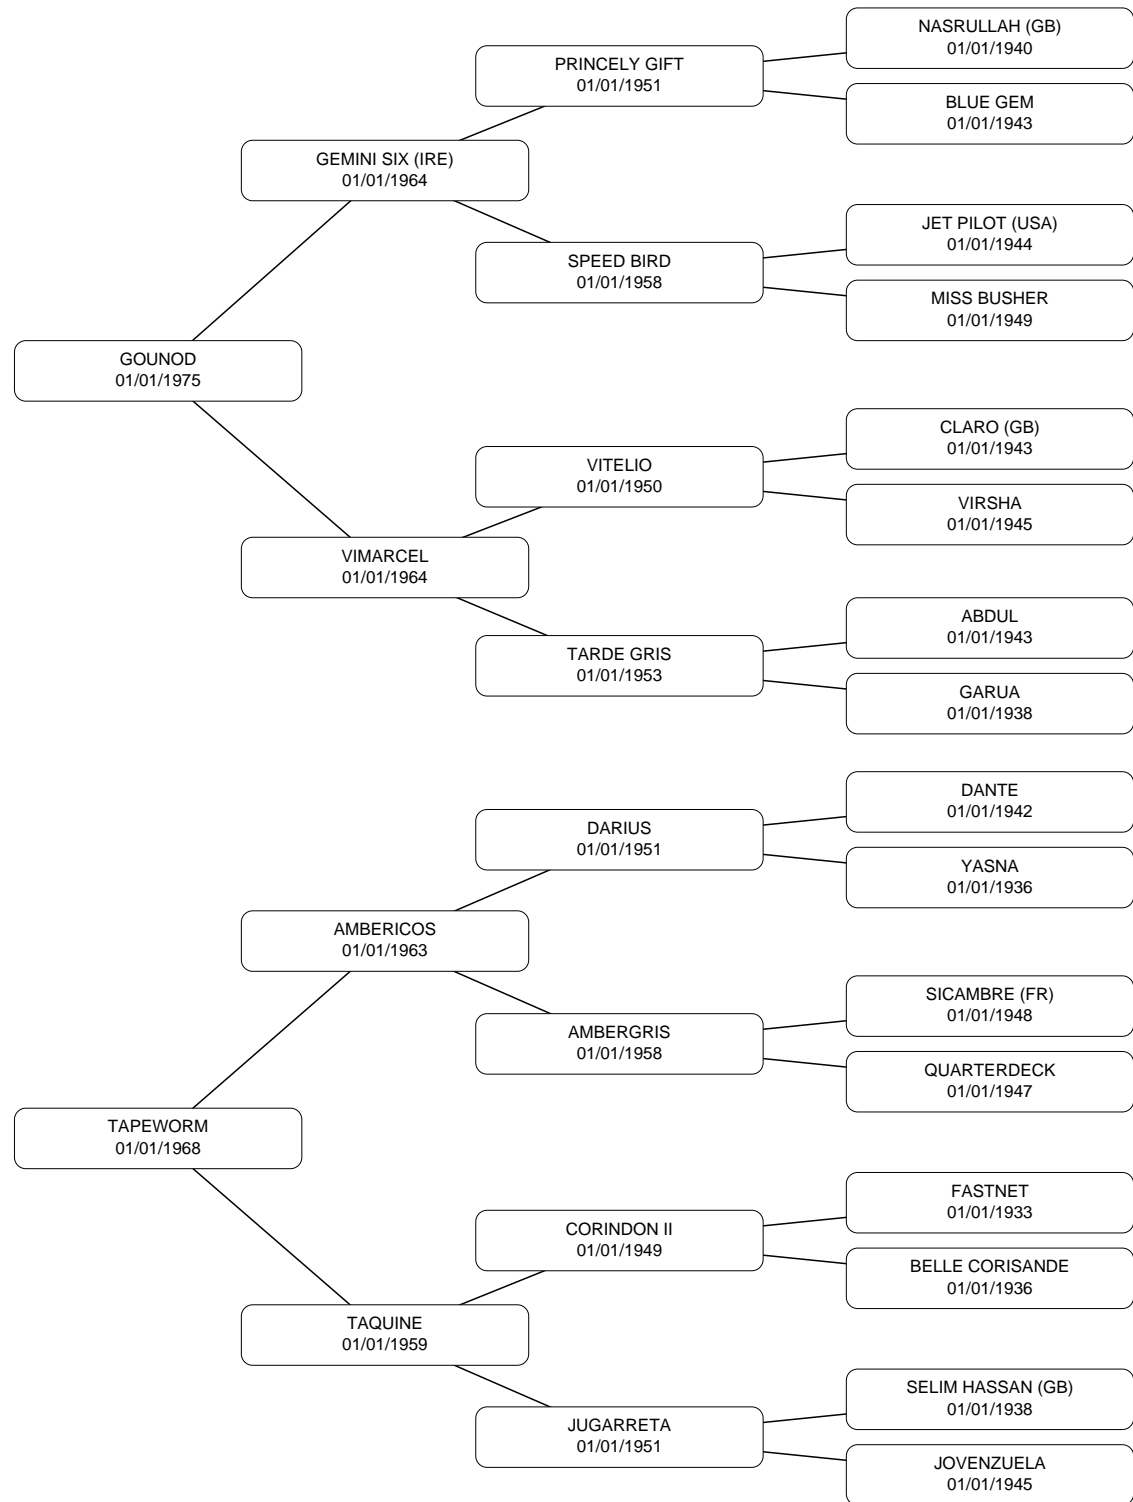 NASRULLAH (GB)
01/01/1940
PRINCELY GIFT
01/01/1951
BLUE GEM
01/01/1943
GEMINI SIX (IRE)
01/01/1964
JET PILOT (USA)
01/01/1944
SPEED BIRD
01/01/1958
MISS BUSHER
01/01/1949
GOUNOD
01/01/1975
CLARO (GB)
01/01/1943
VITELIO
01/01/1950
VIRSHA
01/01/1945
VIMARCEL
01/01/1964
ABDUL
01/01/1943
TARDE GRIS
01/01/1953
GARUA
01/01/1938
DANTE
01/01/1942
DARIUS
01/01/1951
YASNA
01/01/1936
AMBERICOS
01/01/1963
SICAMBRE (FR)
01/01/1948
AMBERGRIS
01/01/1958
QUARTERDECK
01/01/1947
TAPEWORM
01/01/1968
FASTNET
01/01/1933
CORINDON II
01/01/1949
BELLE CORISANDE
01/01/1936
TAQUINE
01/01/1959
SELIM HASSAN (GB)
01/01/1938
JUGARRETA
01/01/1951
JOVENZUELA
01/01/1945